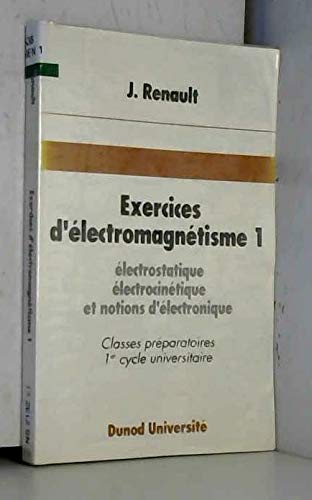 J. Renault
Exercices
d'électromagnétisme 1
électrostatique
électrocinétique
et notions d'électronique
Classes préparatoires
1er cycle universitaire
Dunod Université
Exercices d'électromagnétisme 1